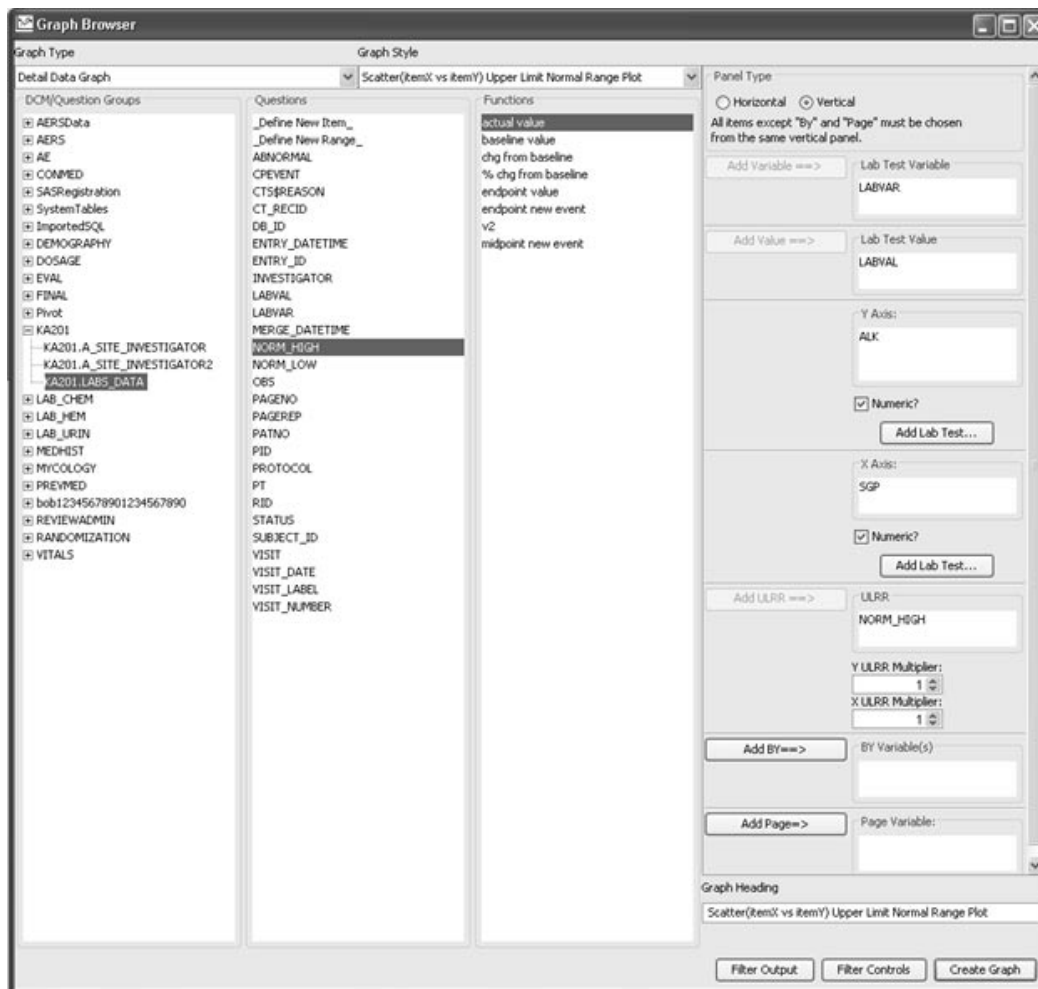 Graph Browser
Graph Type
Graph Style
Detail Data Graph
Scatter(itemX vs itemY) Upper Limit Normal Range Plot
DCM/Question Groups
AERSData
AERS
AE
CONMED
SASRegistration
SystemTables
ImportedSQL
DEMOGRAPHY
DOSAGE
EVAL
FINAL
Pivot
KA201
KA201.A_SITE_INVESTIGATOR
KA201.A_SITE_INVESTIGATOR2
KA201.LABS_DATA
LAB_CHEM
LAB_HEM
LAB_URIN
MEDHIST
MYCOLOGY
PREVMED
bob12345678901234567890
REVIEWADMIN
RANDOMIZATION
VITALS
Questions
_Define New Item_
_Define New Range_
ABNORMAL
CPEVENT
CTS$REASON
CT_RECID
DB_ID
ENTRY_DATETIME
ENTRY_ID
INVESTIGATOR
LABVAL
LABVAR
MERGE_DATETIME
NORM_HIGH
NORM_LOW
OBS
PAGENO
PAGEREP
PATNO
PID
PROTOCOL
PT
RID
STATUS
SUBJECT_ID
VISIT
VISIT_DATE
VISIT_LABEL
VISIT_NUMBER
Functions
actual value
baseline value
chg from baseline
% chg from baseline
endpoint value
endpoint new event
v2
midpoint new event
Panel Type
Horizontal
Vertical
All items except "By" and "Page" must be chosen
from the same vertical panel.
Add Variable ==>
Lab Test Variable
LABVAR
Add Value ==>
Lab Test Value
LABVAL
Y Axis:
ALK
Numeric?
Add Lab Test...
X Axis:
SGP
Numeric?
Add Lab Test...
Add ULRR ==>
ULRR
NORM_HIGH
Y ULRR Multiplier:
1
X ULRR Multiplier:
1
Add BY==>
BY Variable(s)
Add Page=>
Page Variable:
Graph Heading
Scatter(itemX vs itemY) Upper Limit Normal Range Plot
Filter Output
Filter Controls
Create Graph